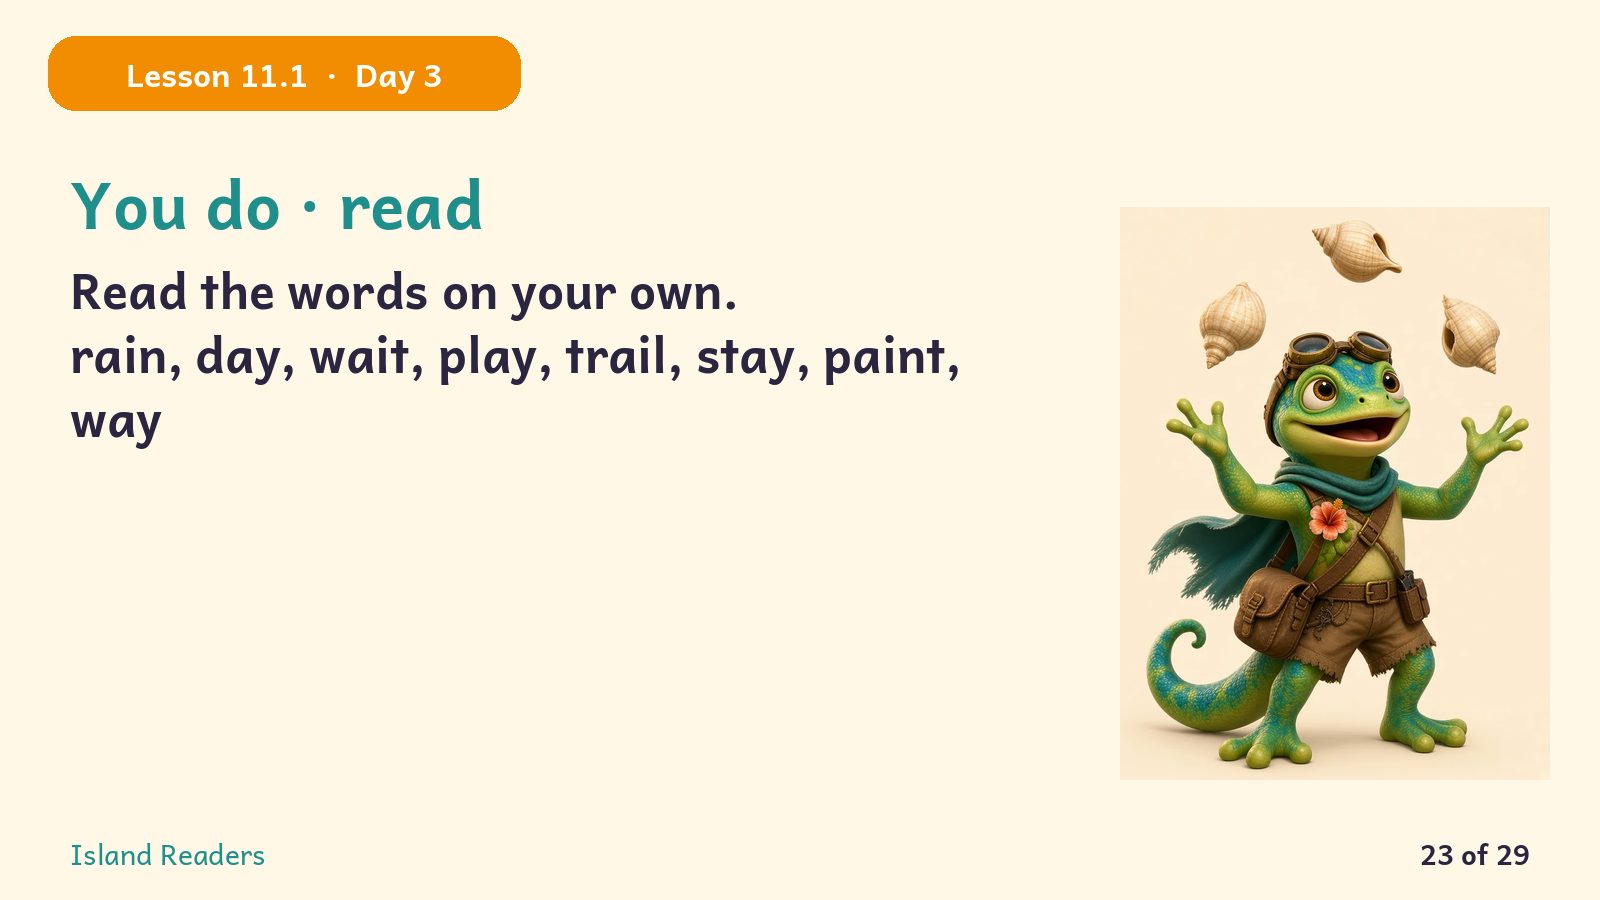 Lesson 11.1 · Day 3
You do · read
Read the words on your own.
rain, day, wait, play, trail, stay, paint,
way
Island Readers
23 of 29